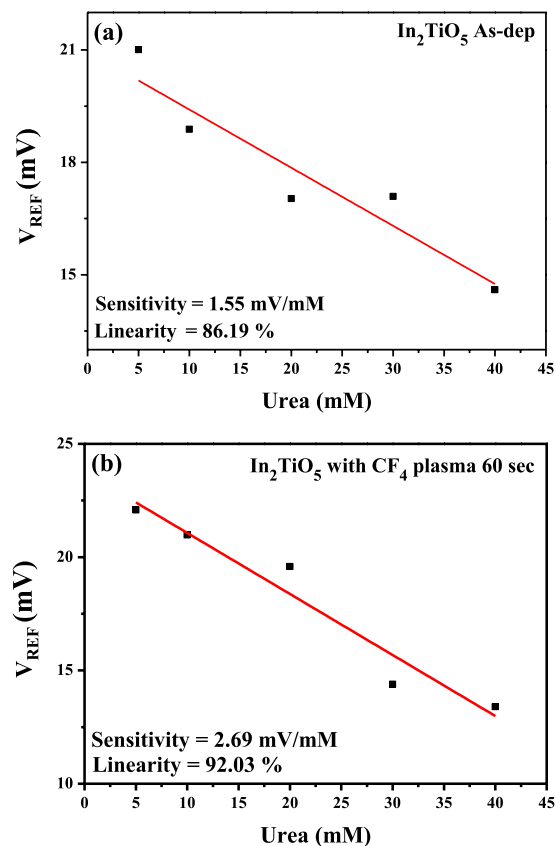 (a)
In₂TiO₅ As-dep
21
18
15
V_REF (mV)
Sensitivity = 1.55 mV/mM
Linearity = 86.19 %
0 5 10 15 20 25 30 35 40 45
Urea (mM)
(b)
In₂TiO₅ with CF₄ plasma 60 sec
25
20
15
10
V_REF (mV)
Sensitivity = 2.69 mV/mM
Linearity = 92.03 %
0 5 10 15 20 25 30 35 40 45
Urea (mM)